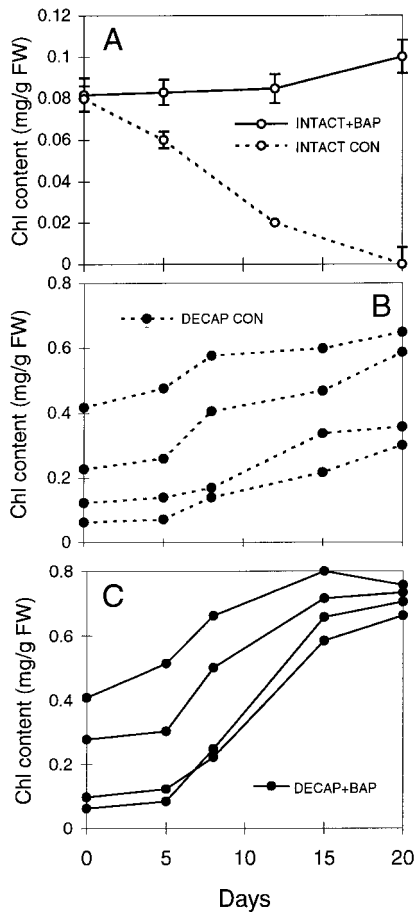 A
Chl content (mg/g FW)
0.12
0.1
0.08
0.06
0.04
0.02
0
INTACT+BAP
INTACT CON
B
Chl content (mg/g FW)
0.8
0.6
0.4
0.2
0
DECAP CON
C
Chl content (mg/g FW)
0.8
0.6
0.4
0.2
0
DECAP+BAP
0 5 10 15 20
Days